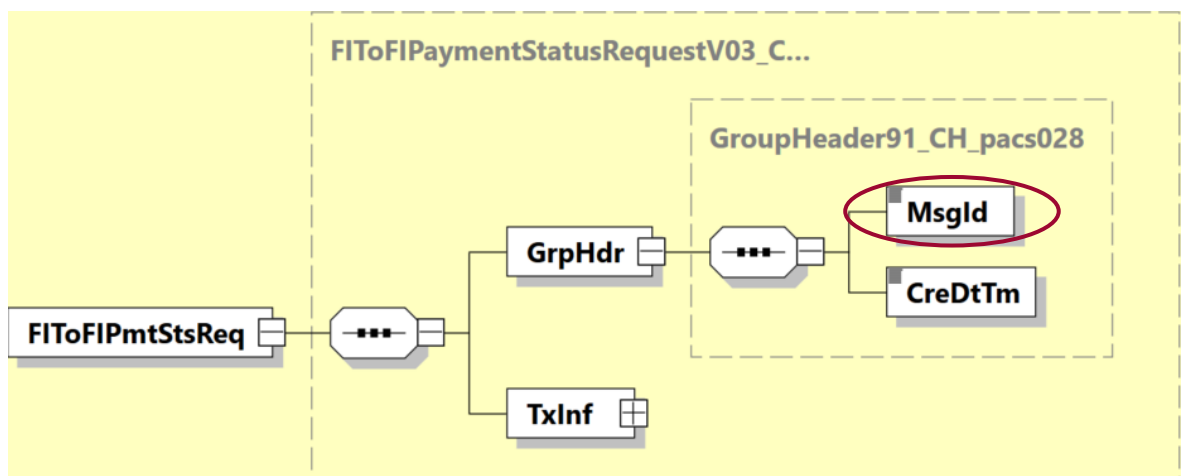 FIToFIPaymentStatusRequestV03_C...
GroupHeader91_CH_pacs028
MsgId
GrpHdr
CreDtTm
FIToFIPmtStsReq
TxInf